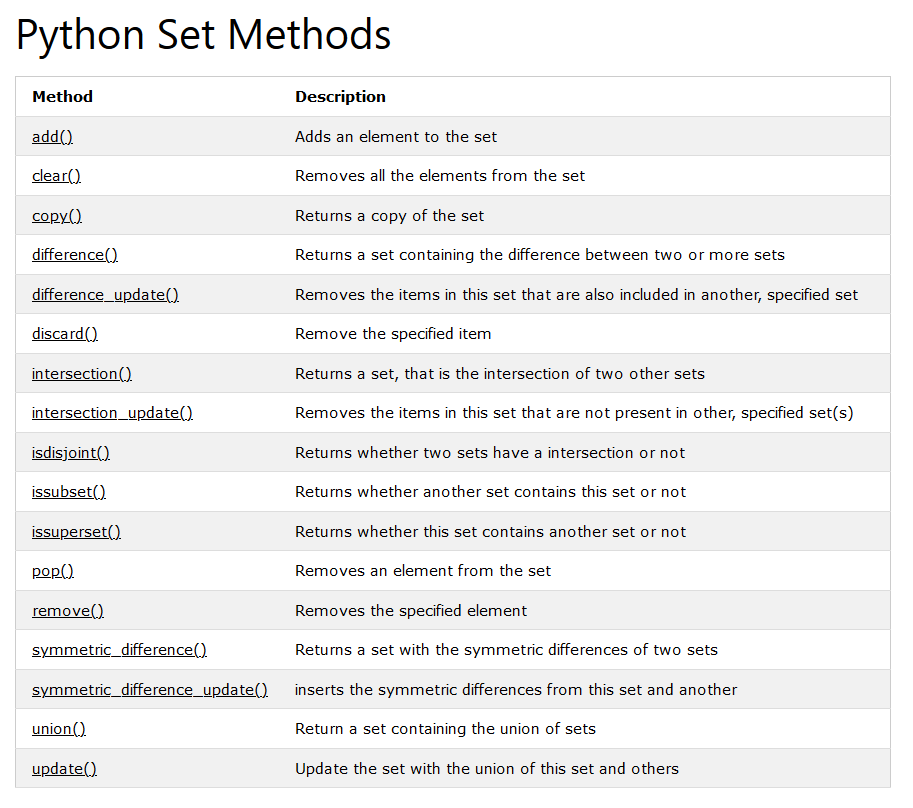 Python Set Methods
Method Description
add() Adds an element to the set
clear() Removes all the elements from the set
copy() Returns a copy of the set
difference() Returns a set containing the difference between two or more sets
difference_update() Removes the items in this set that are also included in another, specified set
discard() Remove the specified item
intersection() Returns a set, that is the intersection of two other sets
intersection_update() Removes the items in this set that are not present in other, specified set(s)
isdisjoint() Returns whether two sets have a intersection or not
issubset() Returns whether another set contains this set or not
issuperset() Returns whether this set contains another set or not
pop() Removes an element from the set
remove() Removes the specified element
symmetric_difference() Returns a set with the symmetric differences of two sets
symmetric_difference_update() inserts the symmetric differences from this set and another
union() Return a set containing the union of sets
update() Update the set with the union of this set and others